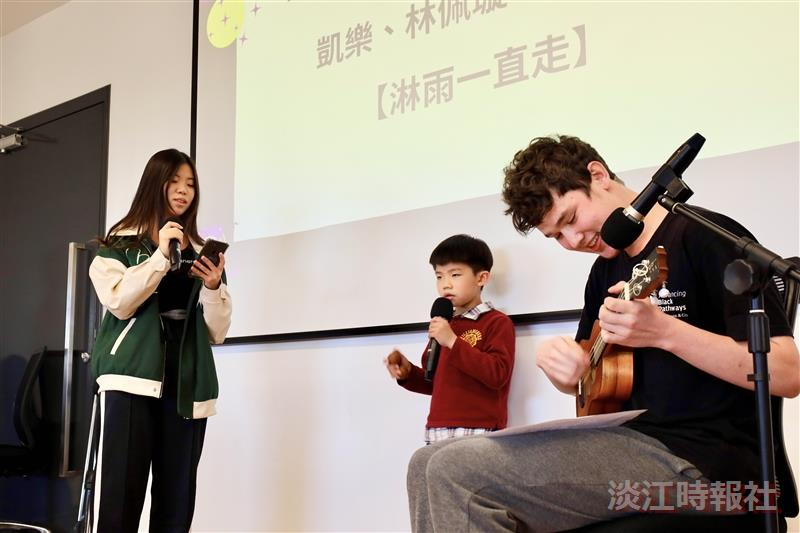 凱樂、林佩璇
【淋雨一直走】
Black
Pathways
淡江時報社